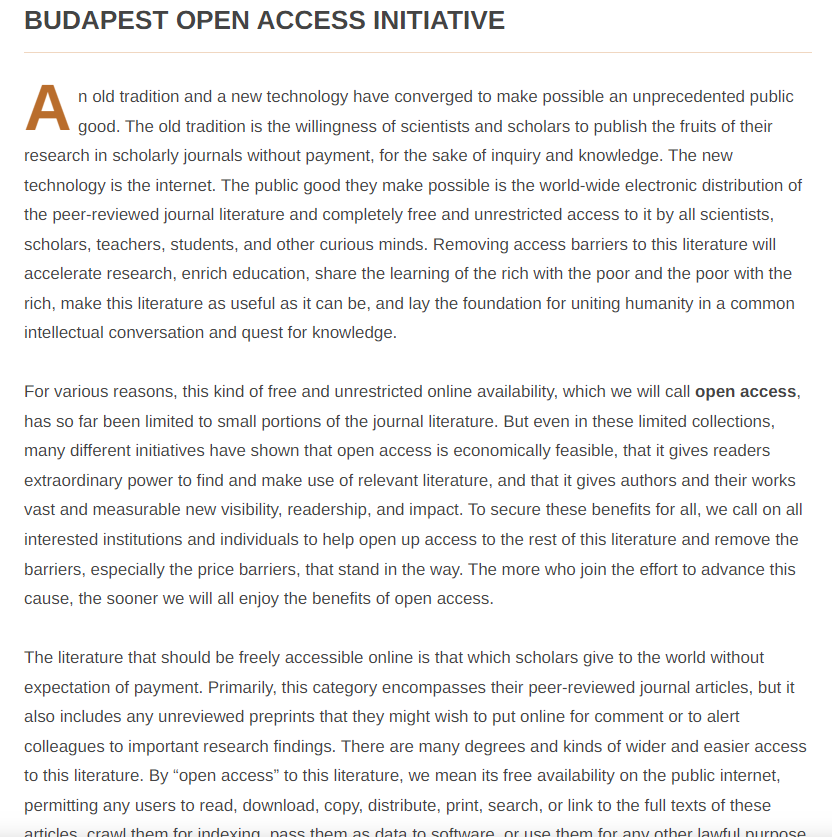 BUDAPEST OPEN ACCESS INITIATIVE
An old tradition and a new technology have converged to make possible an unprecedented public
good. The old tradition is the willingness of scientists and scholars to publish the fruits of their
research in scholarly journals without payment, for the sake of inquiry and knowledge. The new
technology is the internet. The public good they make possible is the world-wide electronic distribution of
the peer-reviewed journal literature and completely free and unrestricted access to it by all scientists,
scholars, teachers, students, and other curious minds. Removing access barriers to this literature will
accelerate research, enrich education, share the learning of the rich with the poor and the poor with the
rich, make this literature as useful as it can be, and lay the foundation for uniting humanity in a common
intellectual conversation and quest for knowledge.
For various reasons, this kind of free and unrestricted online availability, which we will call open access,
has so far been limited to small portions of the journal literature. But even in these limited collections,
many different initiatives have shown that open access is economically feasible, that it gives readers
extraordinary power to find and make use of relevant literature, and that it gives authors and their works
vast and measurable new visibility, readership, and impact. To secure these benefits for all, we call on all
interested institutions and individuals to help open up access to the rest of this literature and remove the
barriers, especially the price barriers, that stand in the way. The more who join the effort to advance this
cause, the sooner we will all enjoy the benefits of open access.
The literature that should be freely accessible online is that which scholars give to the world without
expectation of payment. Primarily, this category encompasses their peer-reviewed journal articles, but it
also includes any unreviewed preprints that they might wish to put online for comment or to alert
colleagues to important research findings. There are many degrees and kinds of wider and easier access
to this literature. By “open access” to this literature, we mean its free availability on the public internet,
permitting any users to read, download, copy, distribute, print, search, or link to the full texts of these
articles, crawl them for indexing, pass them as data to software, or use them for any other lawful purpose